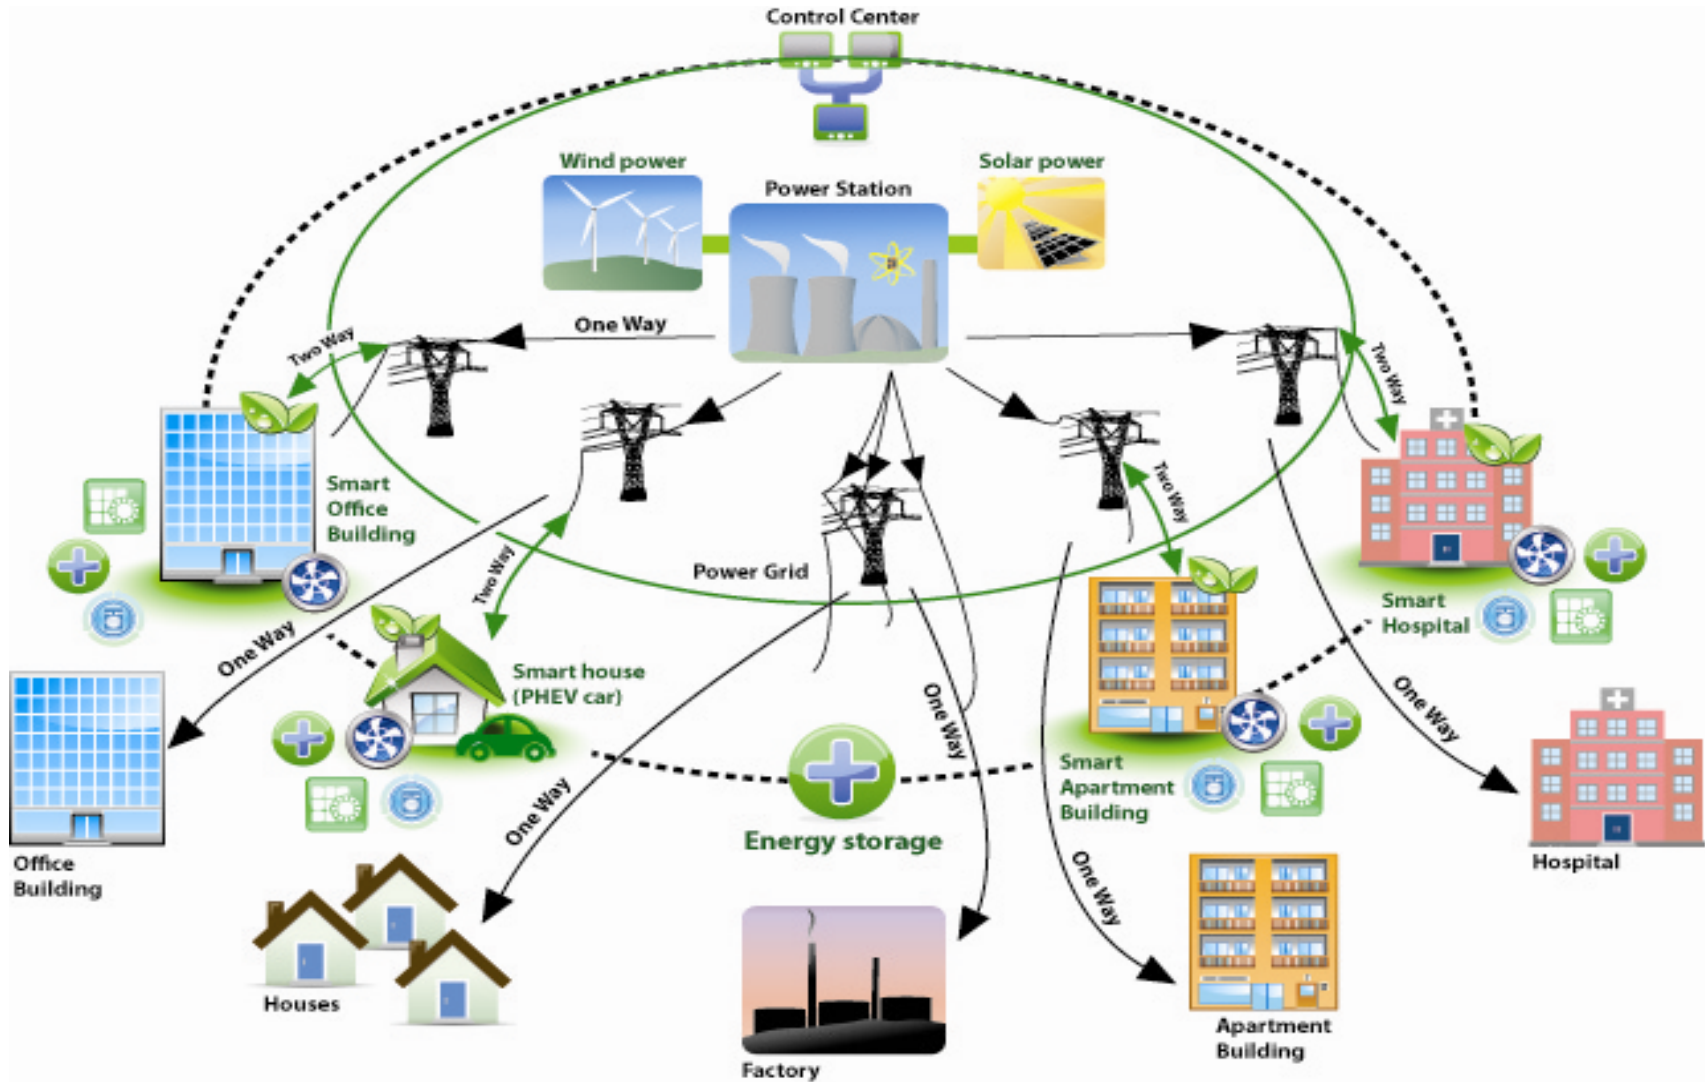 Control Center
Wind power
Solar power
Power Station
One Way
Two Way
Two Way
Smart
Office
Building
Two Way
Two Way
Power Grid
Smart
Hospital
One Way
Smart house
(PHEV car)
One Way
One Way
Smart
Apartment
Building
One Way
Energy storage
Office
Building
Hospital
One Way
Houses
Factory
Apartment
Building